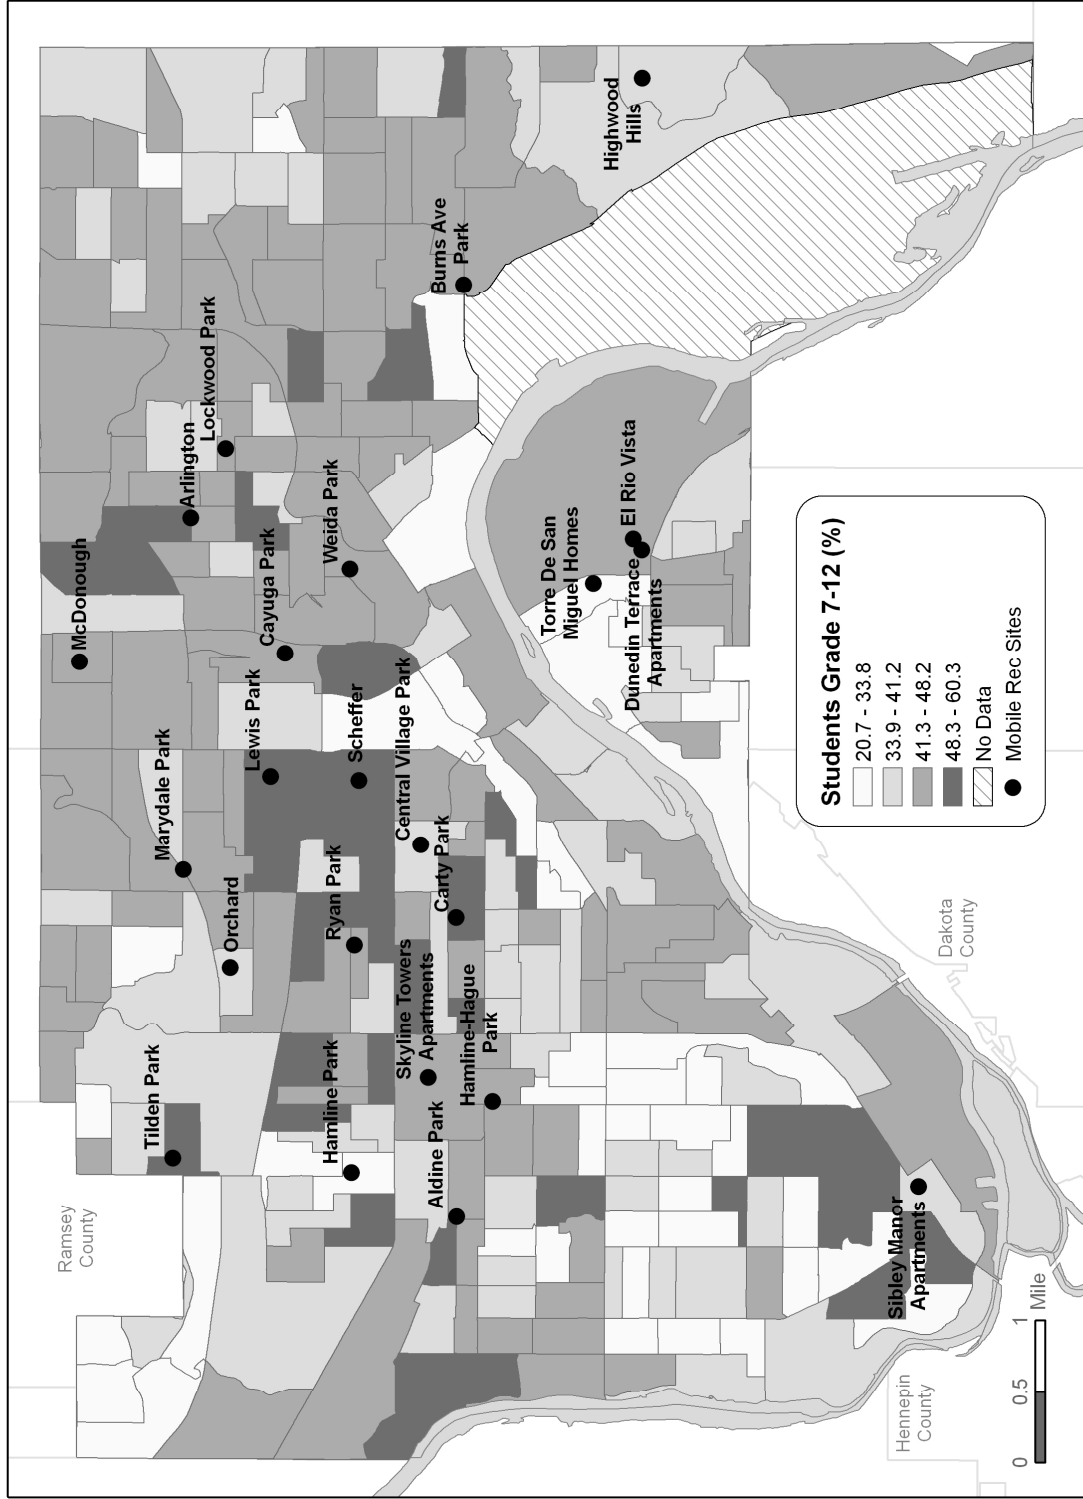 Ramsey
County
Tilden Park
Orchard
Marydale Park
McDonough
Arlington
Lockwood Park
Hamline Park
Ryan Park
Lewis Park
Scheffer
Cayuga Park
Weida Park
Aldine Park
Skyline Towers
Apartments
Hamline-Hague
Park
Carty Park
Central Village Park
Burns Ave
Park
Highwood
Hills
Torre De San
Miguel Homes
El Rio Vista
Dunedin Terrace
Apartments
Sibley Manor
Apartments
Hennepin
County
Dakota
County
0 0.5 1
Mile
Students Grade 7-12 (%)
20.7 - 33.8
33.9 - 41.2
41.3 - 48.2
48.3 - 60.3
No Data
Mobile Rec Sites